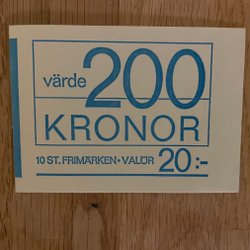 värde 200
KRONOR
10 ST. FRIMÄRKEN • VALÖR 20:-